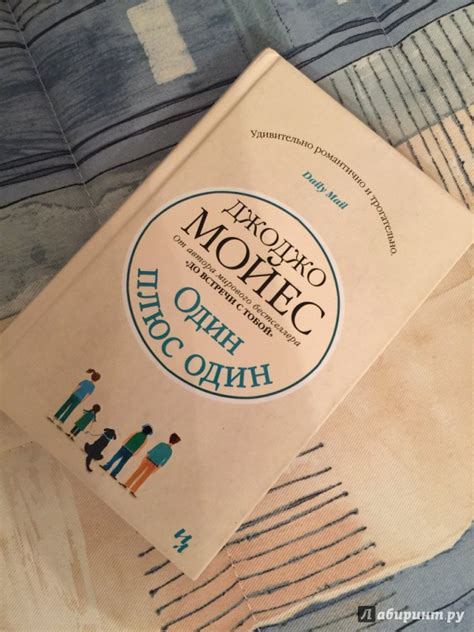 Удивительно романтично и трогательно.
Daily Mail
ДЖОДЖО
МОЙЕС
От автора мирового бестселлера
«ДО ВСТРЕЧИ С ТОБОЙ»
ОДИН
ПЛЮС ОДИН
Лабиринт.ру